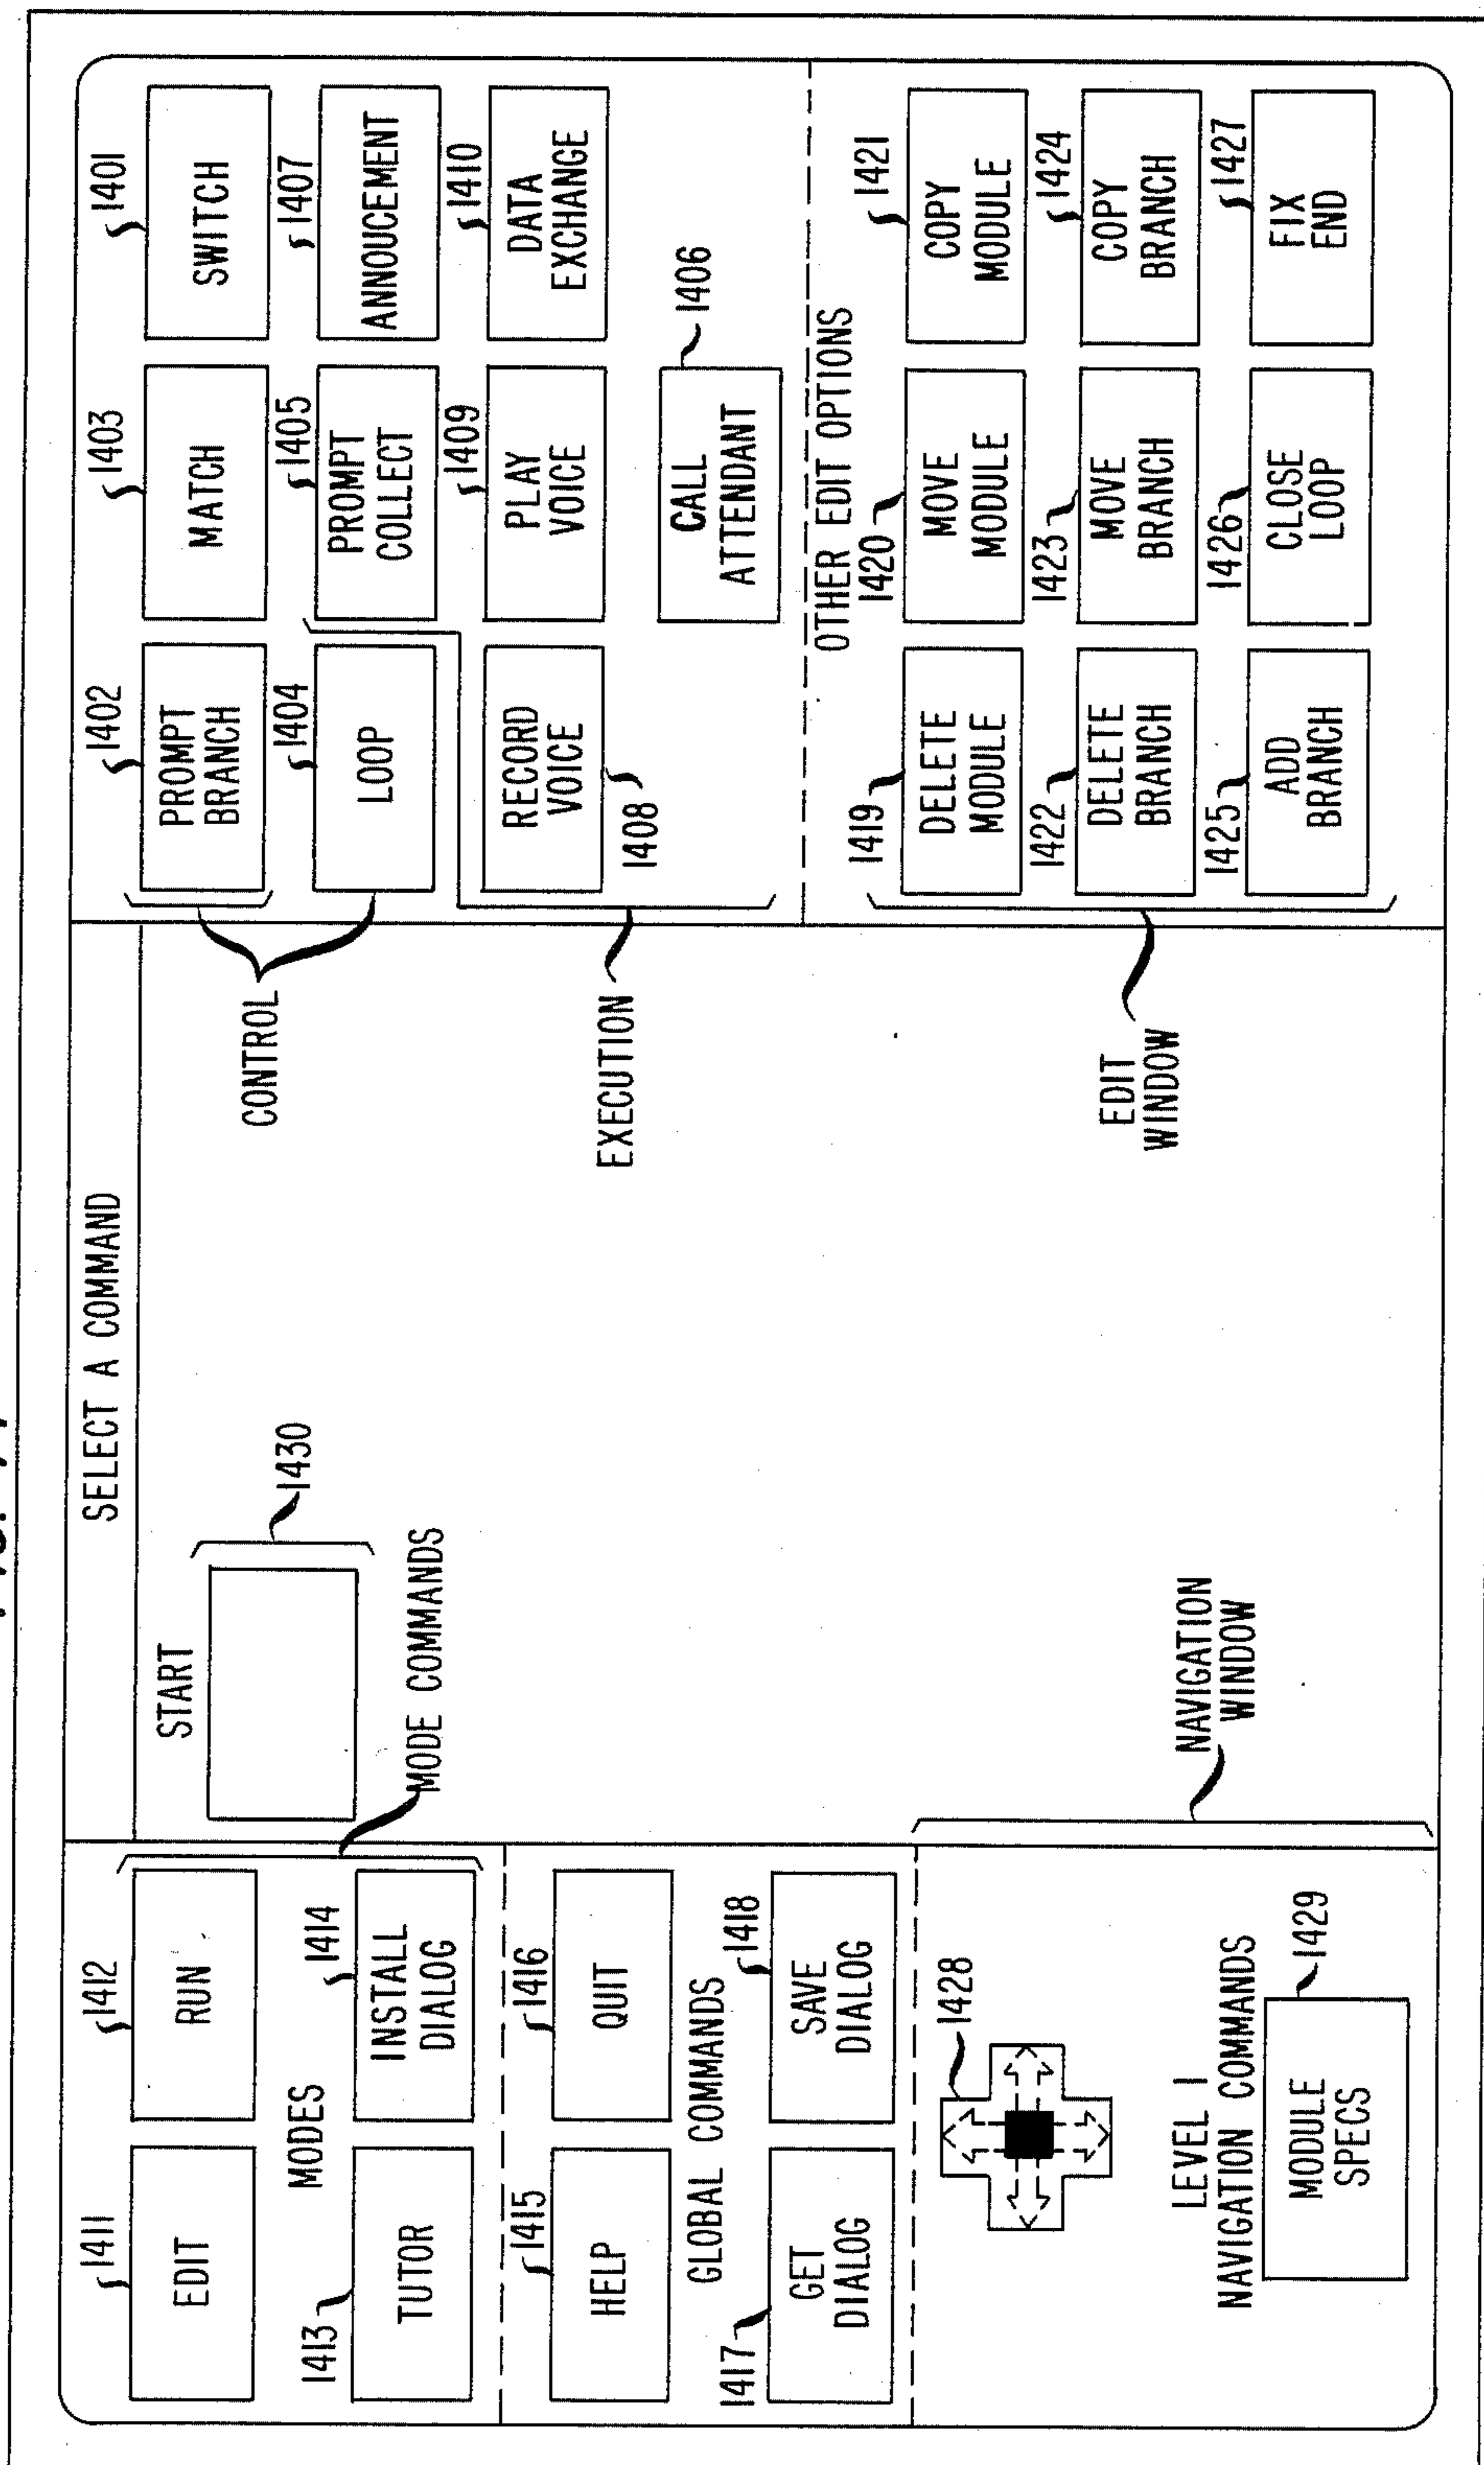 SELECT A COMMAND
1411
EDIT
1412
RUN
MODES
1413
TUTOR
1414
INSTALL
DIALOG
MODE COMMANDS
1415
HELP
1416
QUIT
GLOBAL COMMANDS
1417
GET
DIALOG
1418
SAVE
DIALOG
1428
LEVEL 1
NAVIGATION COMMANDS
MODULE
SPECS
1429
NAVIGATION
WINDOW
START
1430
CONTROL
EXECUTION
EDIT
WINDOW
1402
PROMPT
BRANCH
1403
MATCH
1401
SWITCH
1404
LOOP
1405
PROMPT
COLLECT
1407
ANNOUCEMENT
RECORD
VOICE
1408
1409
PLAY
VOICE
1410
DATA
EXCHANGE
CALL
ATTENDANT
1406
OTHER EDIT OPTIONS
1419
DELETE
MODULE
1420
MOVE
MODULE
1421
COPY
MODULE
1422
DELETE
BRANCH
1423
MOVE
BRANCH
1424
COPY
BRANCH
1425
ADD
BRANCH
1426
CLOSE
LOOP
1427
FIX
END